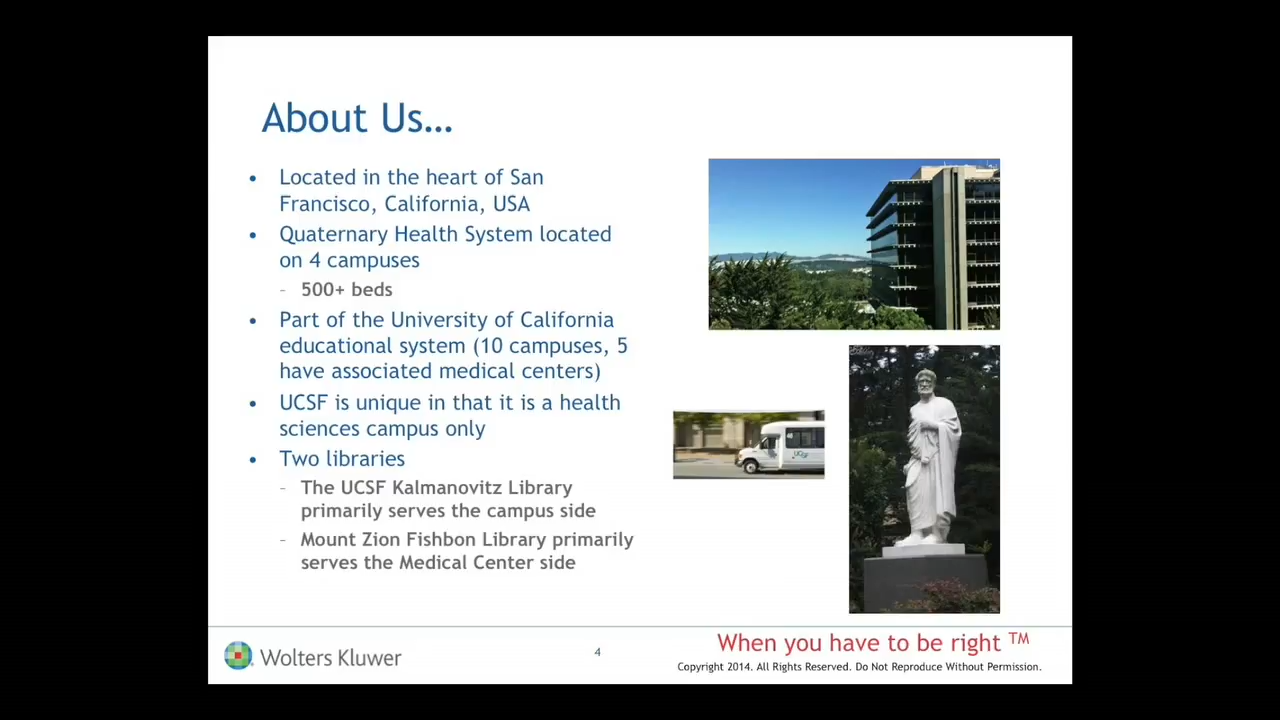 About Us…
• Located in the heart of San
Francisco, California, USA
• Quaternary Health System located
on 4 campuses
– 500+ beds
• Part of the University of California
educational system (10 campuses, 5
have associated medical centers)
• UCSF is unique in that it is a health
sciences campus only
• Two libraries
– The UCSF Kalmanovitz Library
primarily serves the campus side
– Mount Zion Fishbon Library primarily
serves the Medical Center side
UCSF
Wolters Kluwer
4
When you have to be right ™
Copyright 2014. All Rights Reserved. Do Not Reproduce Without Permission.